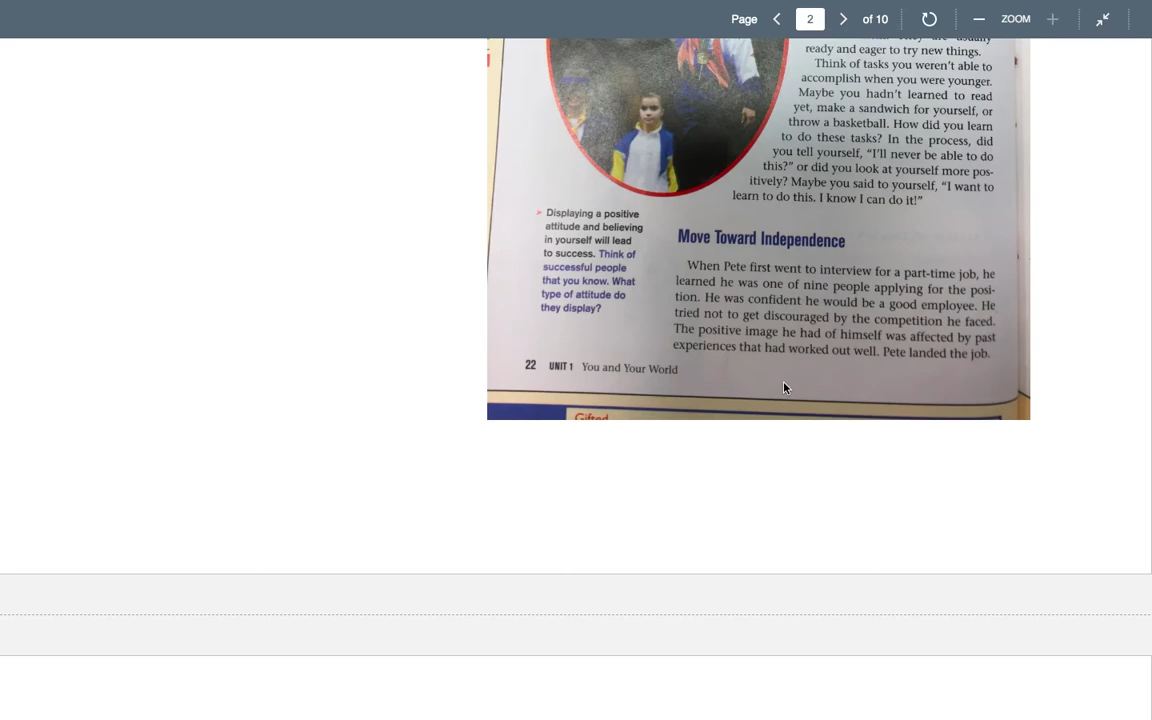 Page 2 of 10 ZOOM
usually
ready and eager to try new things.
Think of tasks you weren't able to
accomplish when you were younger.
Maybe you hadn't learned to read
yet, make a sandwich for yourself, or
throw a basketball. How did you learn
to do these tasks? In the process, did
you tell yourself, “I'll never be able to do
this?” or did you look at yourself more pos-
itively? Maybe you said to yourself, “I want to
learn to do this. I know I can do it!”
➢ Displaying a positive
attitude and believing
in yourself will lead
to success. Think of
successful people
that you know. What
type of attitude do
they display?
Move Toward Independence
When Pete first went to interview for a part-time job, he
learned he was one of nine people applying for the posi-
tion. He was confident he would be a good employee. He
tried not to get discouraged by the competition he faced.
The positive image he had of himself was affected by past
experiences that had worked out well. Pete landed the job.
22 UNIT 1 You and Your World
Gifted